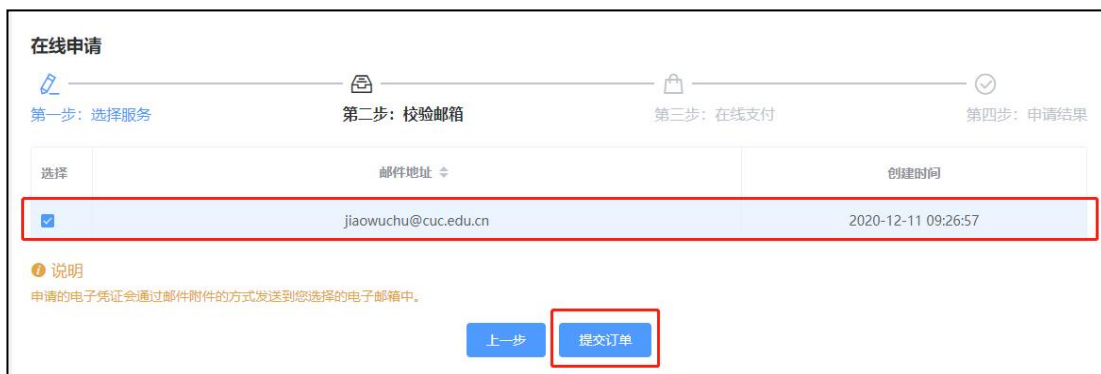 在线申请
第一步：选择服务 第二步：校验邮箱 第三步：在线支付 第四步：申请结果
选择 邮件地址 创建时间
jiaowuchu@cuc.edu.cn 2020-12-11 09:26:57
说明
申请的电子凭证会通过邮件附件的方式发送到您选择的电子邮箱中。
上一步 提交订单